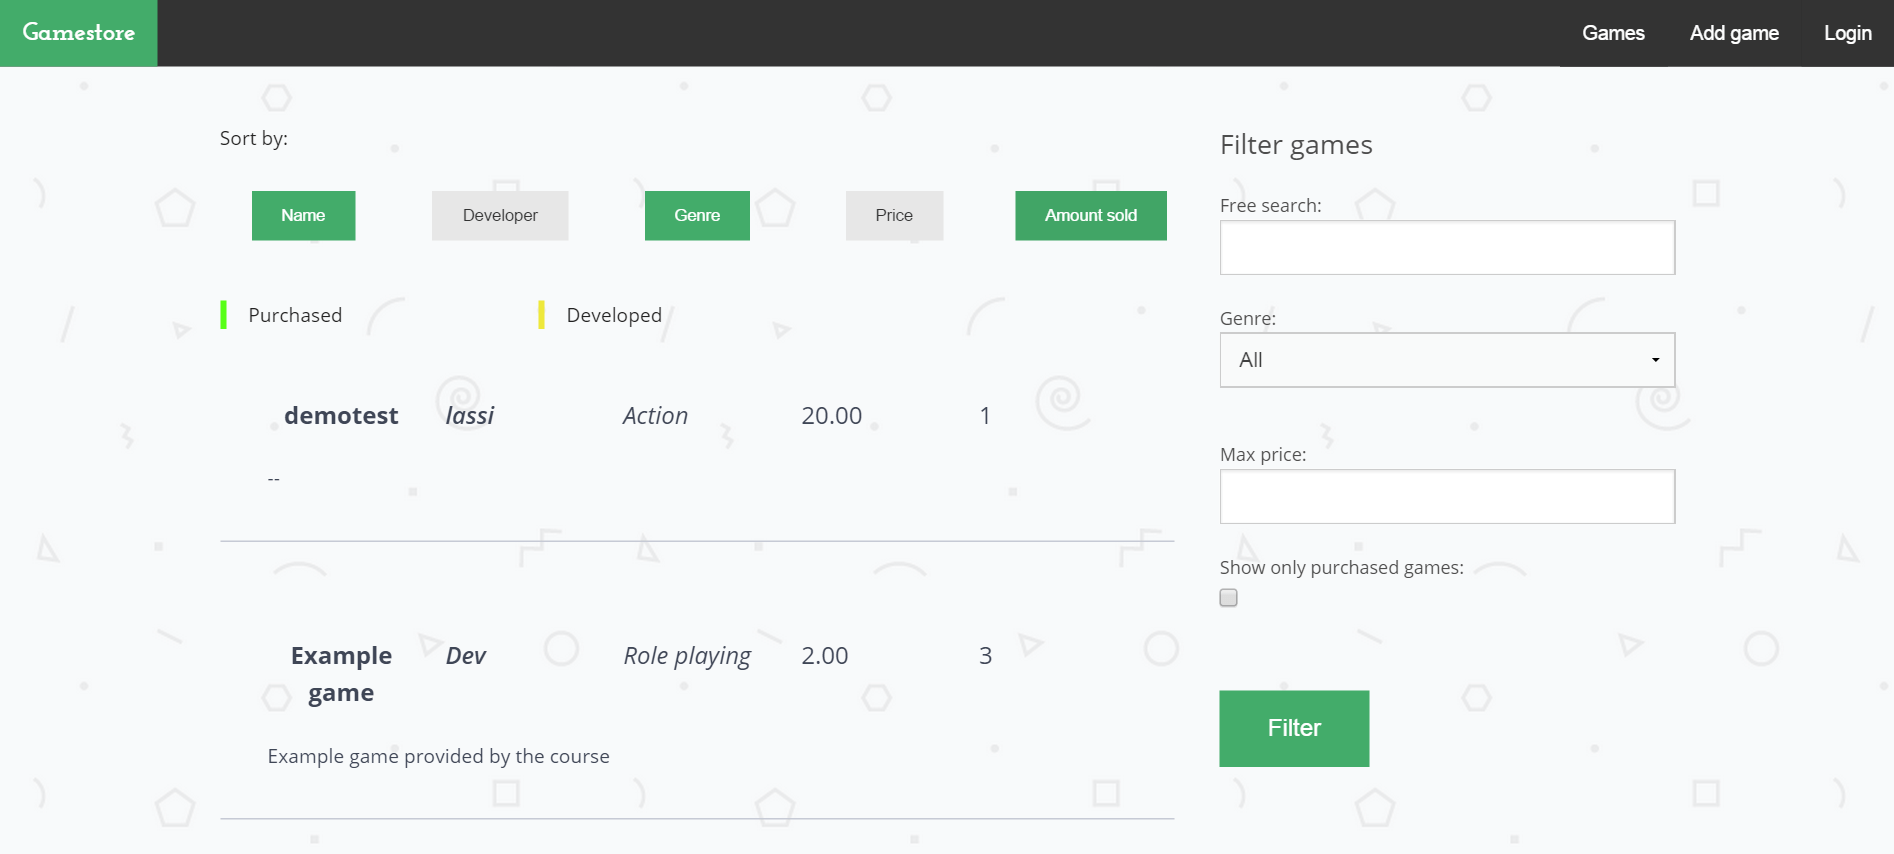 Gamestore Games Add game Login
Sort by:
Name Developer Genre Price Amount sold
Purchased Developed
demotest lassi Action 20.00 1
--
Example Dev Role playing 2.00 3
game
Example game provided by the course
Filter games
Free search:
Genre:
All
Max price:
Show only purchased games:
Filter